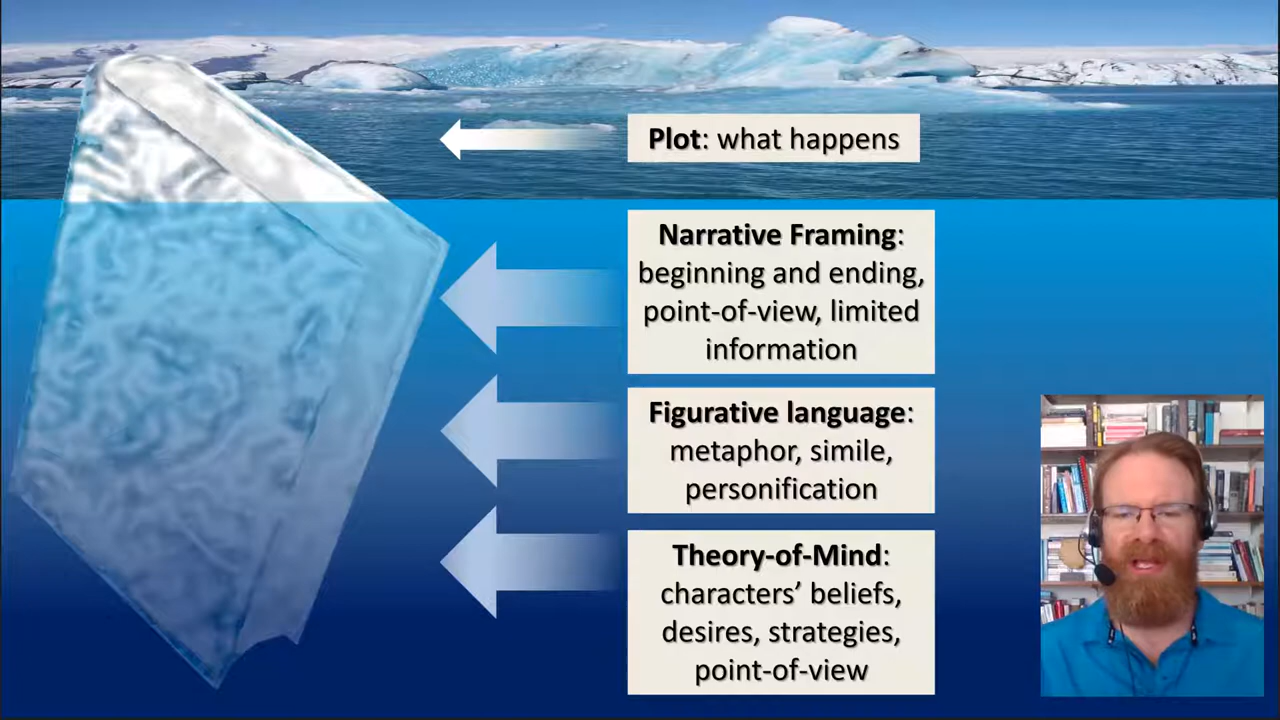 Plot: what happens
Narrative Framing:
beginning and ending,
point-of-view, limited
information
Figurative language:
metaphor, simile,
personification
Theory-of-Mind:
characters’ beliefs,
desires, strategies,
point-of-view